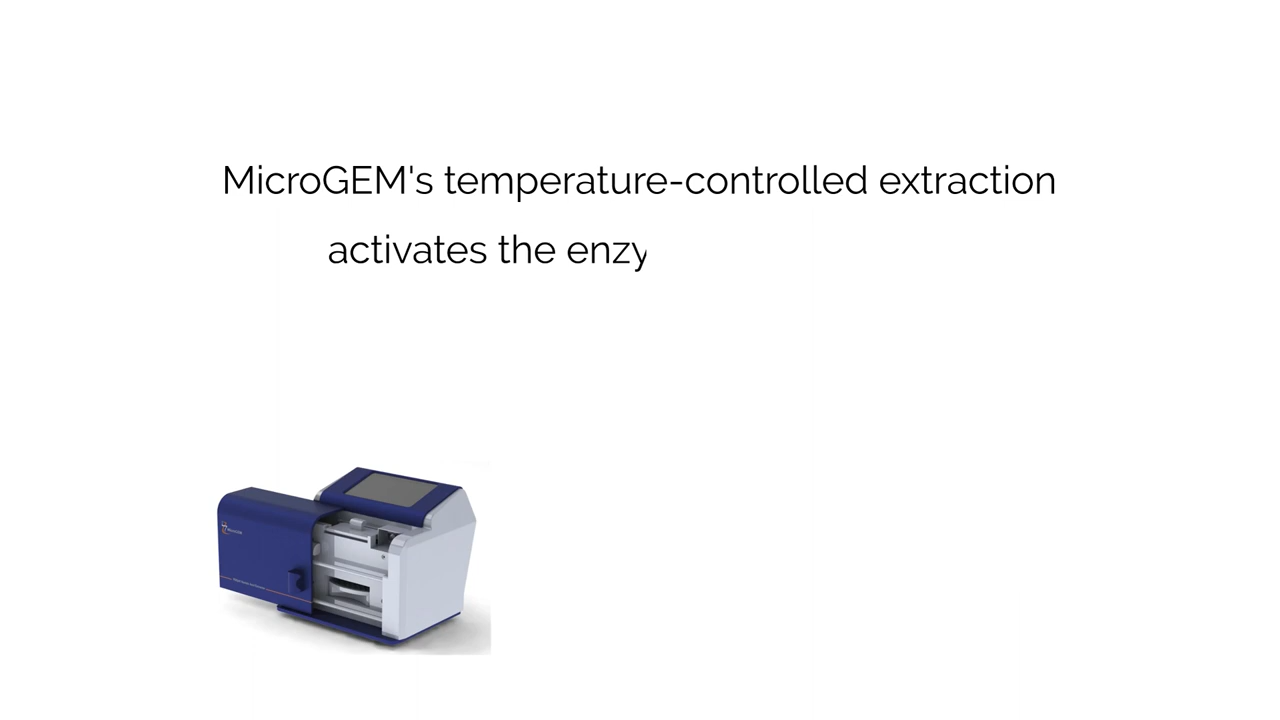 MicroGEM's temperature-controlled extraction
activates the enzy